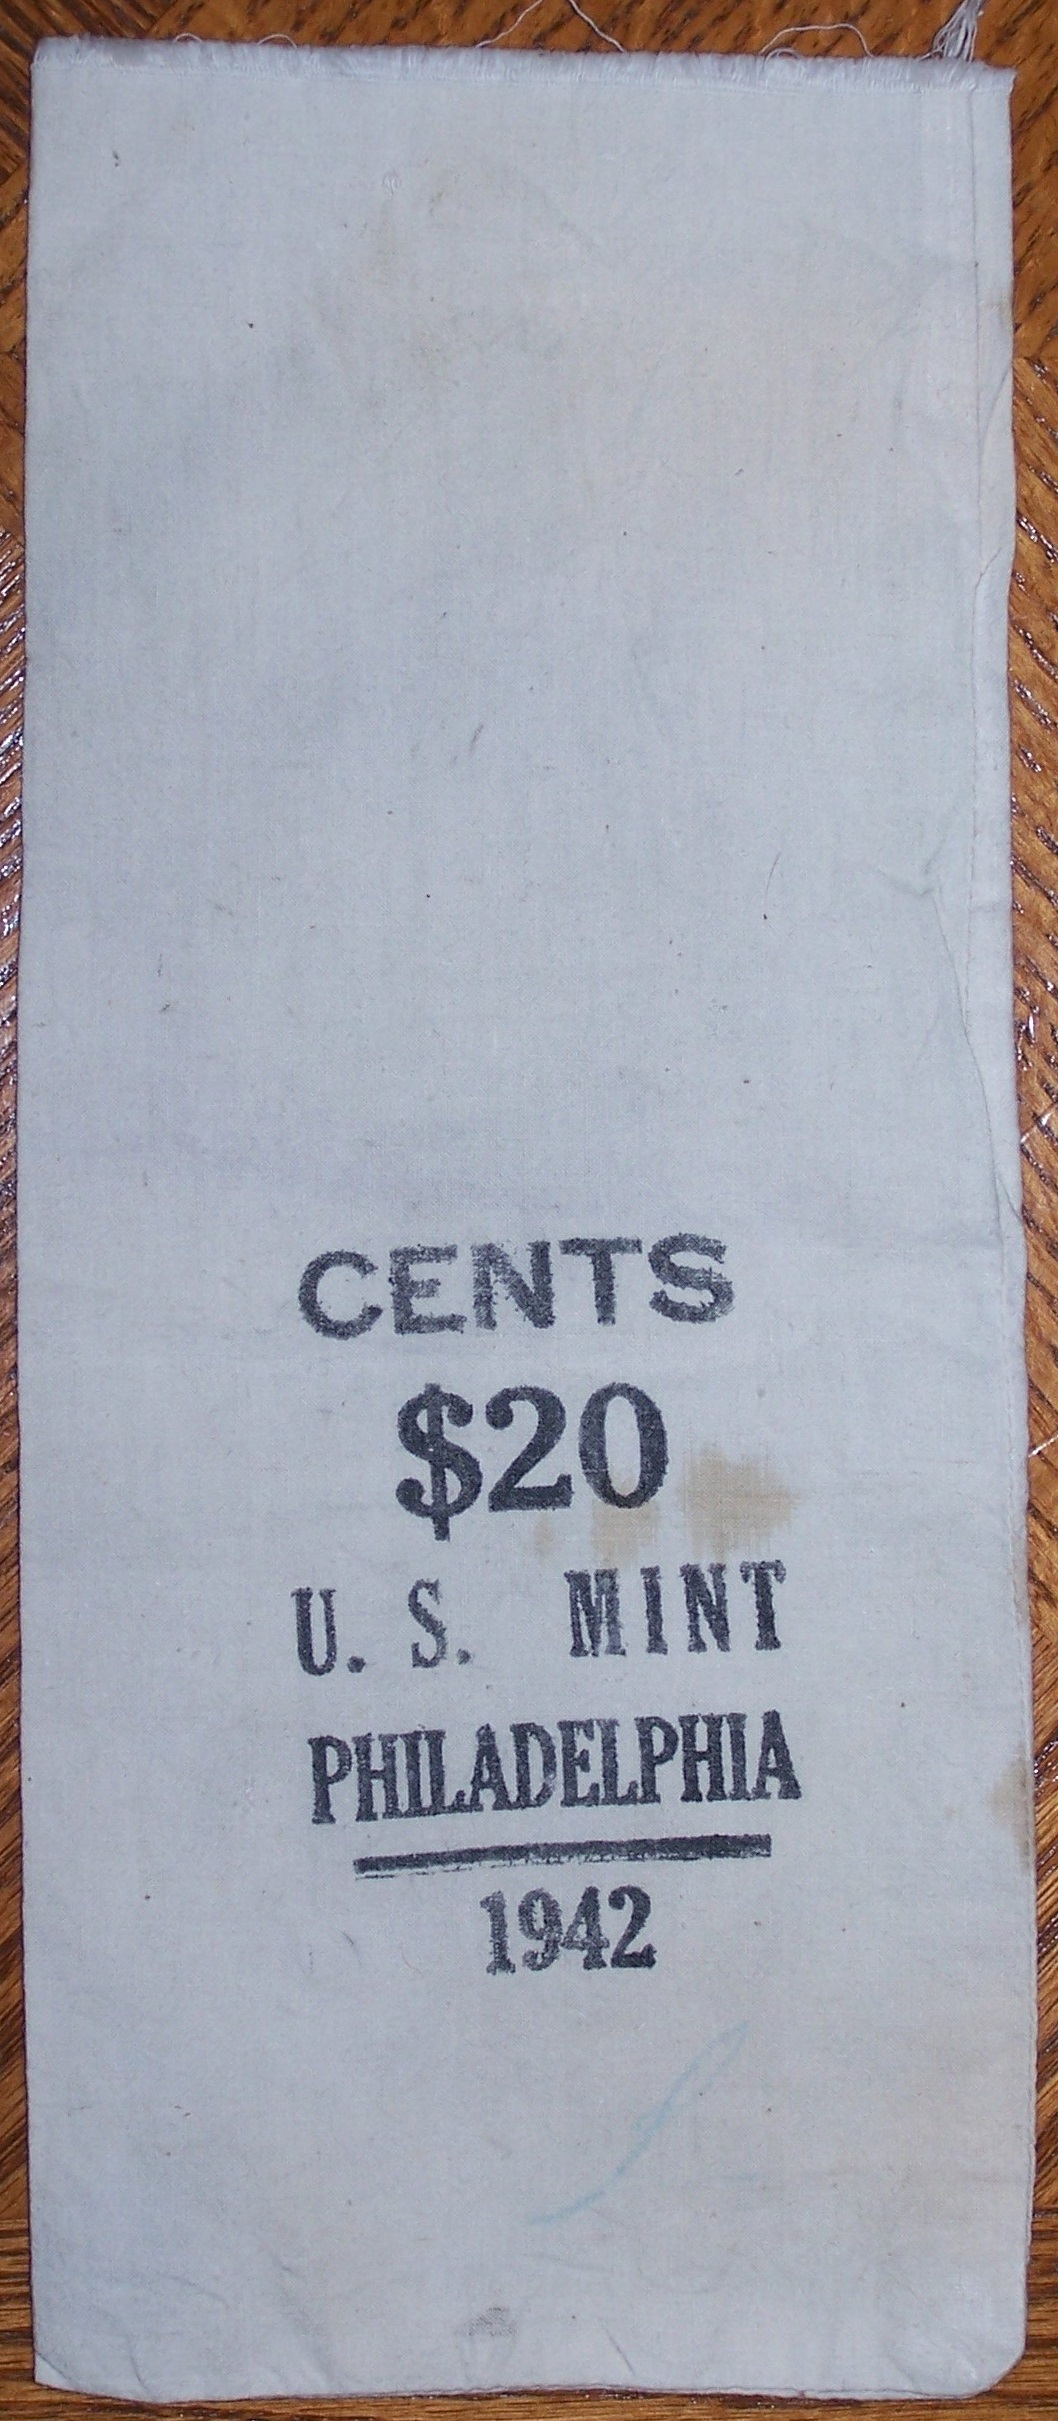 CENTS
$20
U. S. MINT
PHILADELPHIA
1942